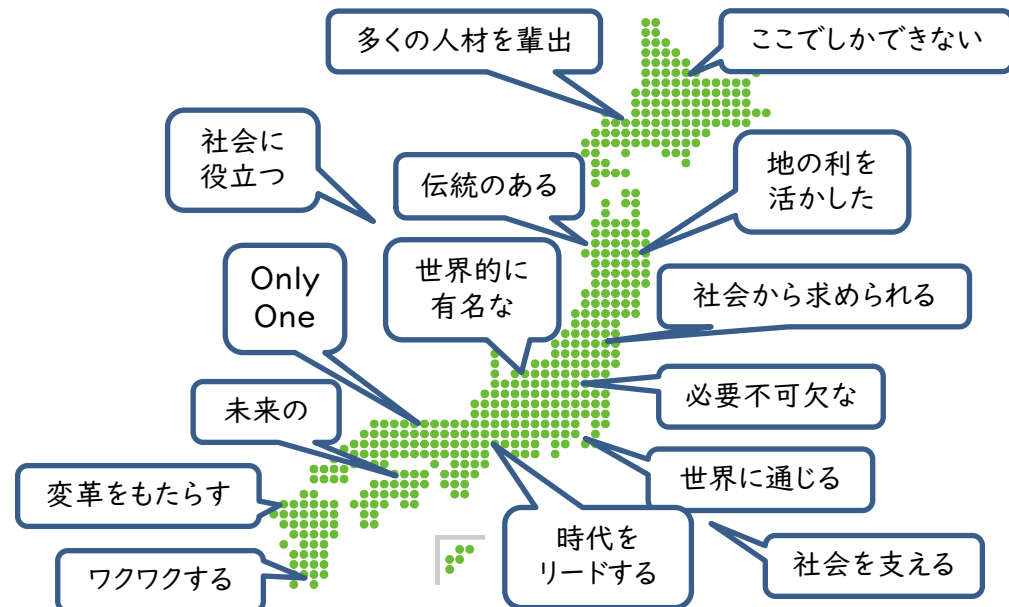 多くの人材を輩出
ここでしかできない
社会に
役立つ
伝統のある
地の利を
活かした
Only
One
世界的に
有名な
社会から求められる
未来の
必要不可欠な
変革をもたらす
世界に通じる
時代を
リードする
社会を支える
ワクワクする